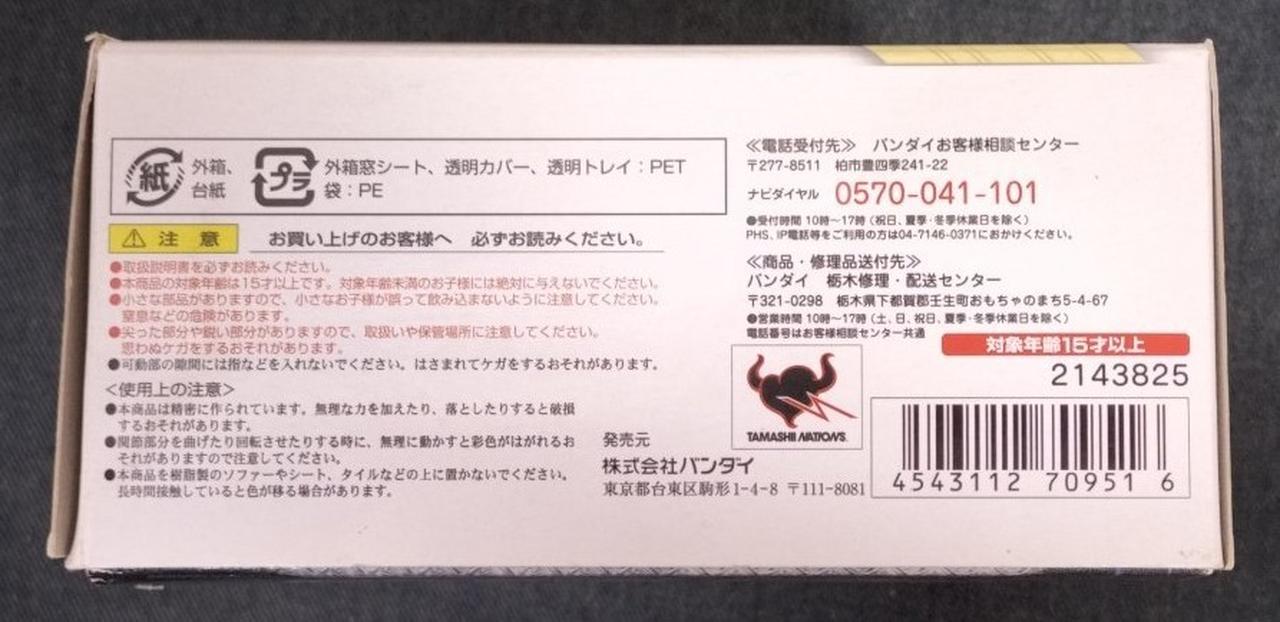 紙
外箱、
台紙
プラ
外箱窓シート、透明カバー、透明トレイ：PET
袋：PE
注 意
お買い上げのお客様へ 必ずお読みください。
●取扱説明書を必ずお読みください。
●本商品の対象年齢は15才以上です。対象年齢未満のお子様には絶対に与えないでください。
●小さな部品がありますので、小さなお子様が誤って飲み込まないように注意してください。
窒息などの危険があります。
●尖った部分や鋭い部分がありますので、取扱いや保管場所に注意してください。
思わぬケガをするおそれがあります。
●可動部の隙間には指などを入れないでください。はさまれてケガをするおそれがあります。
＜使用上の注意＞
●本商品は精密に作られています。無理な力を加えたり、落としたりすると破損
するおそれがあります。
●関節部分を曲げたり回転させたりする時に、無理に動かすと彩色がはがれるお
それがありますので注意してください。
●本商品を樹脂製のソファーやシート、タイルなどの上に置かないでください。
長時間接触していると色が移る場合があります。
発売元
株式会社バンダイ
東京都台東区駒形1-4-8 〒111-8081
≪電話受付先≫ バンダイお客様相談センター
〒277-8511 柏市豊四季241-22
ナビダイヤル 0570-041-101
●受付時間 10時～17時（祝日、夏季・冬季休業日を除く）
PHS、IP電話等をご利用の方は04-7146-0371におかけください。
≪商品・修理品送付先≫
バンダイ 栃木修理・配送センター
〒321-0298 栃木県下都賀郡壬生町おもちゃのまち5-4-67
●営業時間 10時～17時（土、日、祝日、夏季・冬季休業日を除く）
電話番号はお客様相談センター共通
対象年齢15才以上
2143825
TAMASHII NATIONS
4543112 70951 6